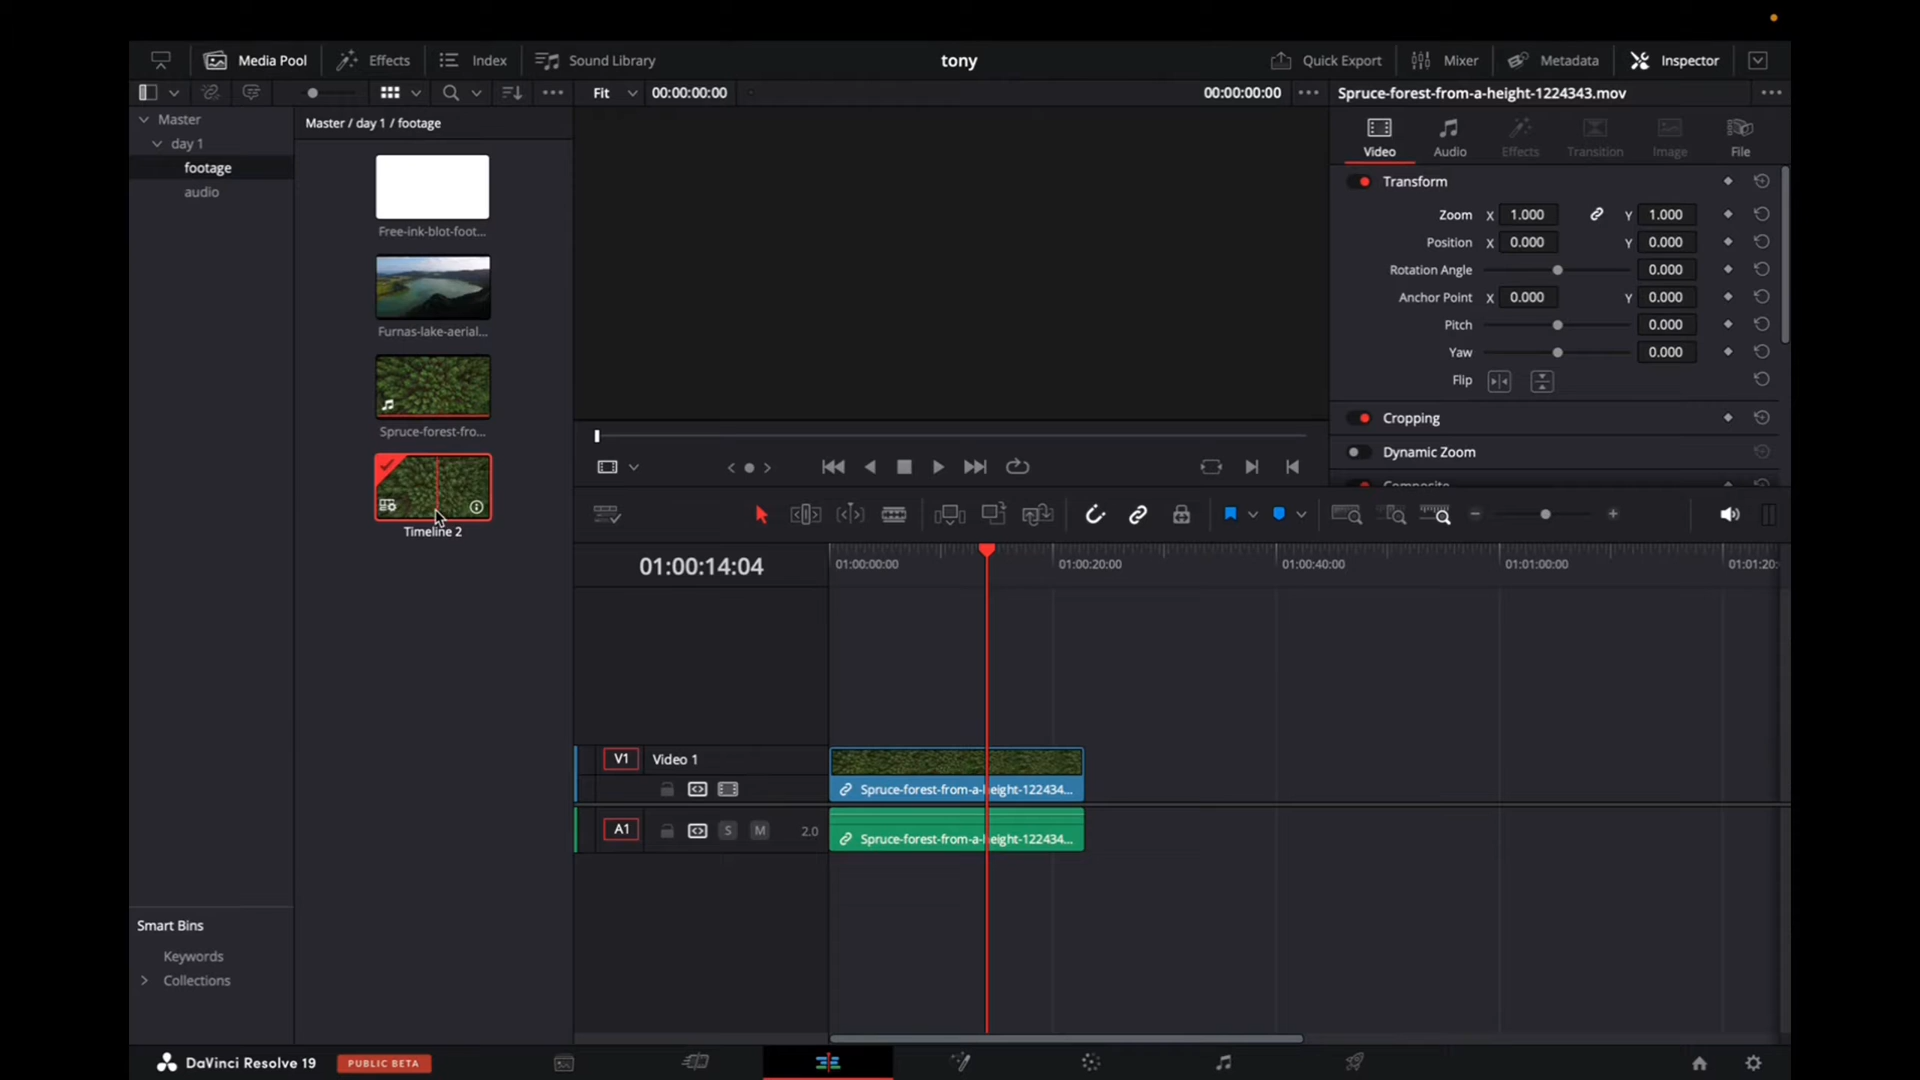 Media Pool Effects Index Sound Library tony Quick Export Mixer Metadata Inspector
Fit 00:00:00:00 00:00:00:00 Spruce-forest-from-a-height-1224343.mov
Master
day 1
footage
audio
Master / day 1 / footage
Free-ink-blot-foot...
Furnas-lake-aerial...
Spruce-forest-fro...
Timeline 2
Video Audio Effects Transition Image File
Transform
Zoom X 1.000 Y 1.000
Position X 0.000 Y 0.000
Rotation Angle 0.000
Anchor Point X 0.000 Y 0.000
Pitch 0.000
Yaw 0.000
Flip
Cropping
Dynamic Zoom
Composite
01:00:14:04
01:00:00:00 01:00:20:00 01:00:40:00 01:01:00:00 01:01:20:
V1 Video 1
Spruce-forest-from-a-height-122434...
A1 S M 2.0
Spruce-forest-from-a-height-122434...
Smart Bins
Keywords
Collections
DaVinci Resolve 19 PUBLIC BETA